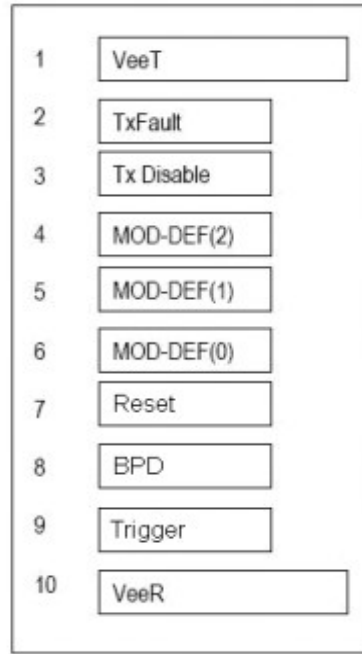 1 VeeT
2 TxFault
3 Tx Disable
4 MOD-DEF(2)
5 MOD-DEF(1)
6 MOD-DEF(0)
7 Reset
8 BPD
9 Trigger
10 VeeR